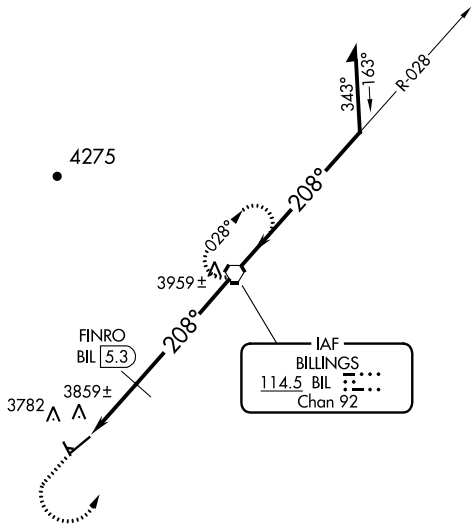 343°
163°
R-028
4275
208°
028°
3959±
208°
FINRO
BIL 5.3
IAF
BILLINGS
114.5 BIL
Chan 92
3782
3859±